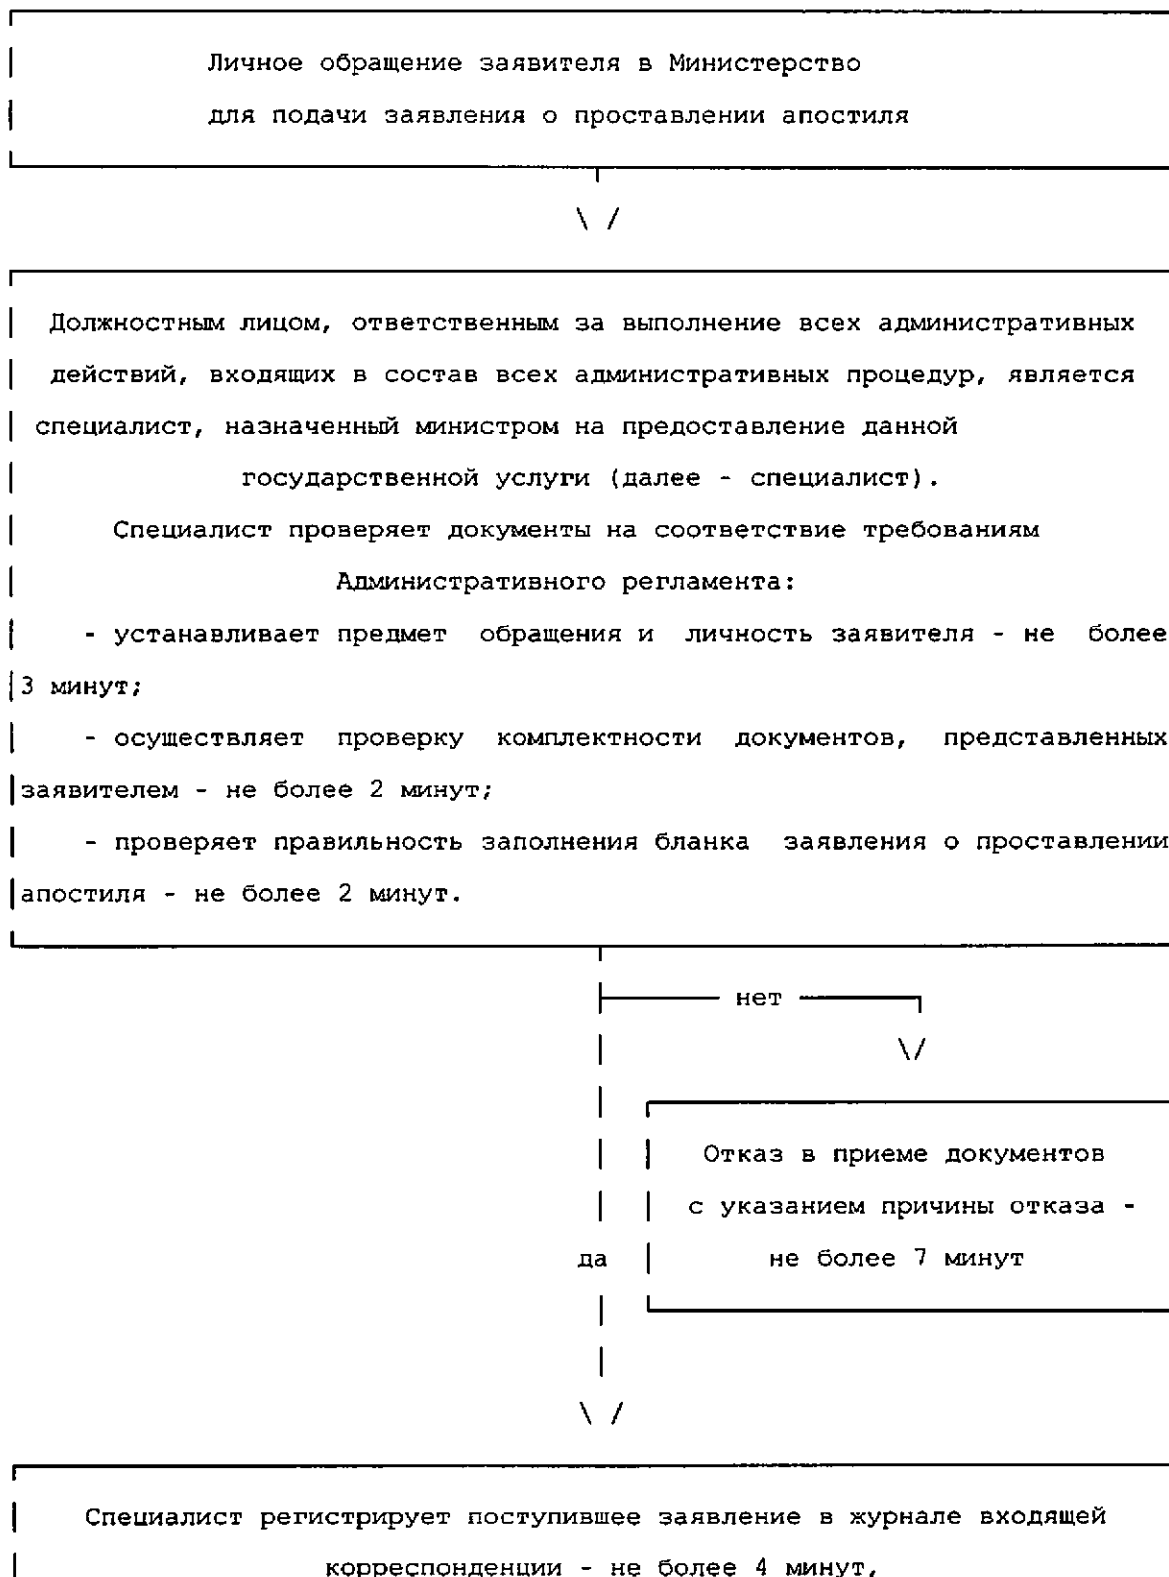 Личное обращение заявителя в Министерство
для подачи заявления о проставлении апостиля
Должностным лицом, ответственным за выполнение всех административных
действий, входящих в состав всех административных процедур, является
специалист, назначенный министром на предоставление данной
государственной услуги (далее - специалист).
Специалист проверяет документы на соответствие требованиям
Административного регламента:
- устанавливает предмет обращения и личность заявителя - не более
3 минут;
- осуществляет проверку комплектности документов, представленных
заявителем - не более 2 минут;
- проверяет правильность заполнения бланка заявления о проставлении
апостиля - не более 2 минут.
нет
Отказ в приеме документов
с указанием причины отказа -
не более 7 минут
да
Специалист регистрирует поступившее заявление в журнале входящей
корреспонденции - не более 4 минут,